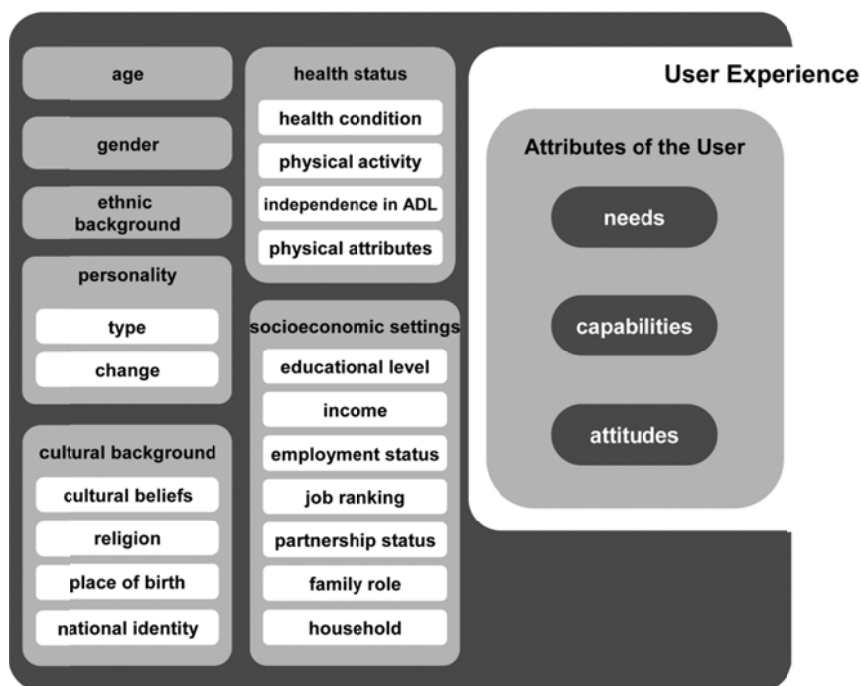 age
gender
ethnic
background
personality
type
change
cultural background
cultural beliefs
religion
place of birth
national identity
health status
health condition
physical activity
independence in ADL
physical attributes
socioeconomic settings
educational level
income
employment status
job ranking
partnership status
family role
household
User Experience
Attributes of the User
needs
capabilities
attitudes